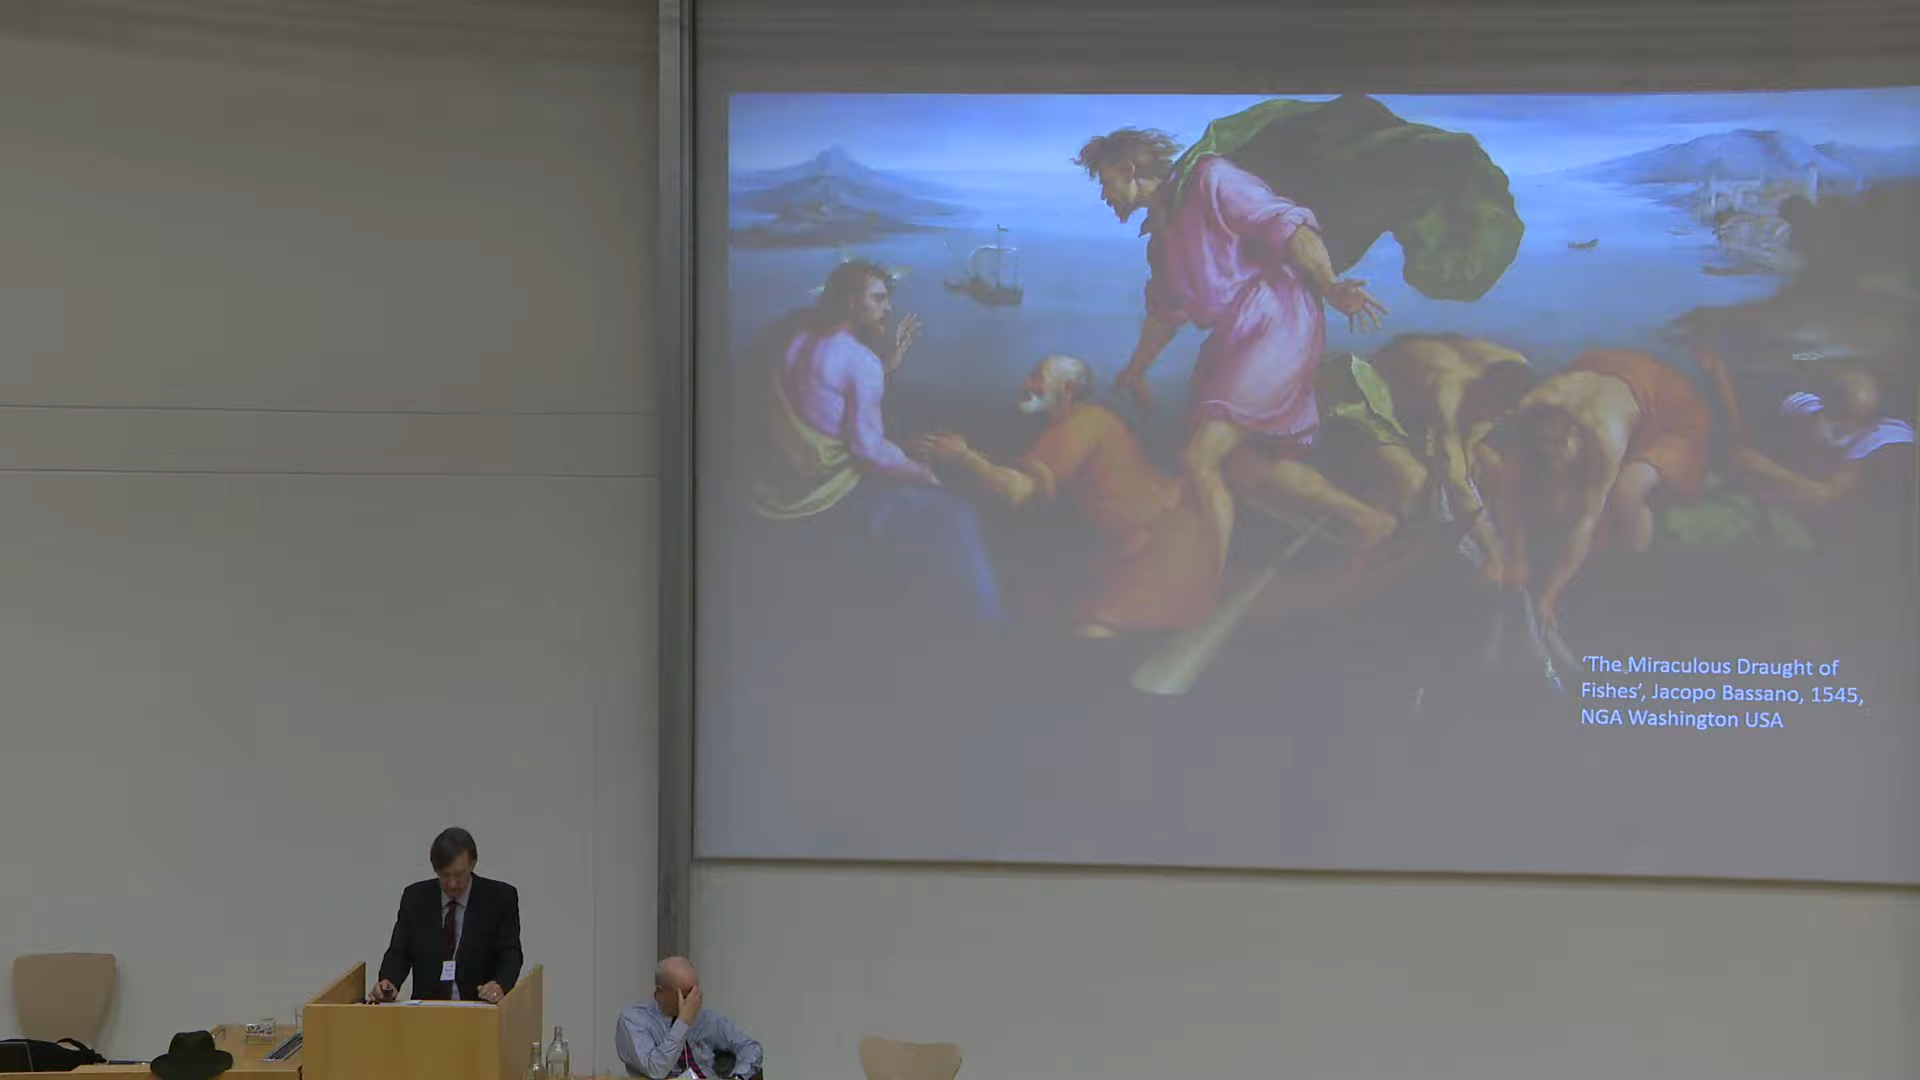 ‘The Miraculous Draught of
Fishes’, Jacopo Bassano, 1545,
NGA Washington USA